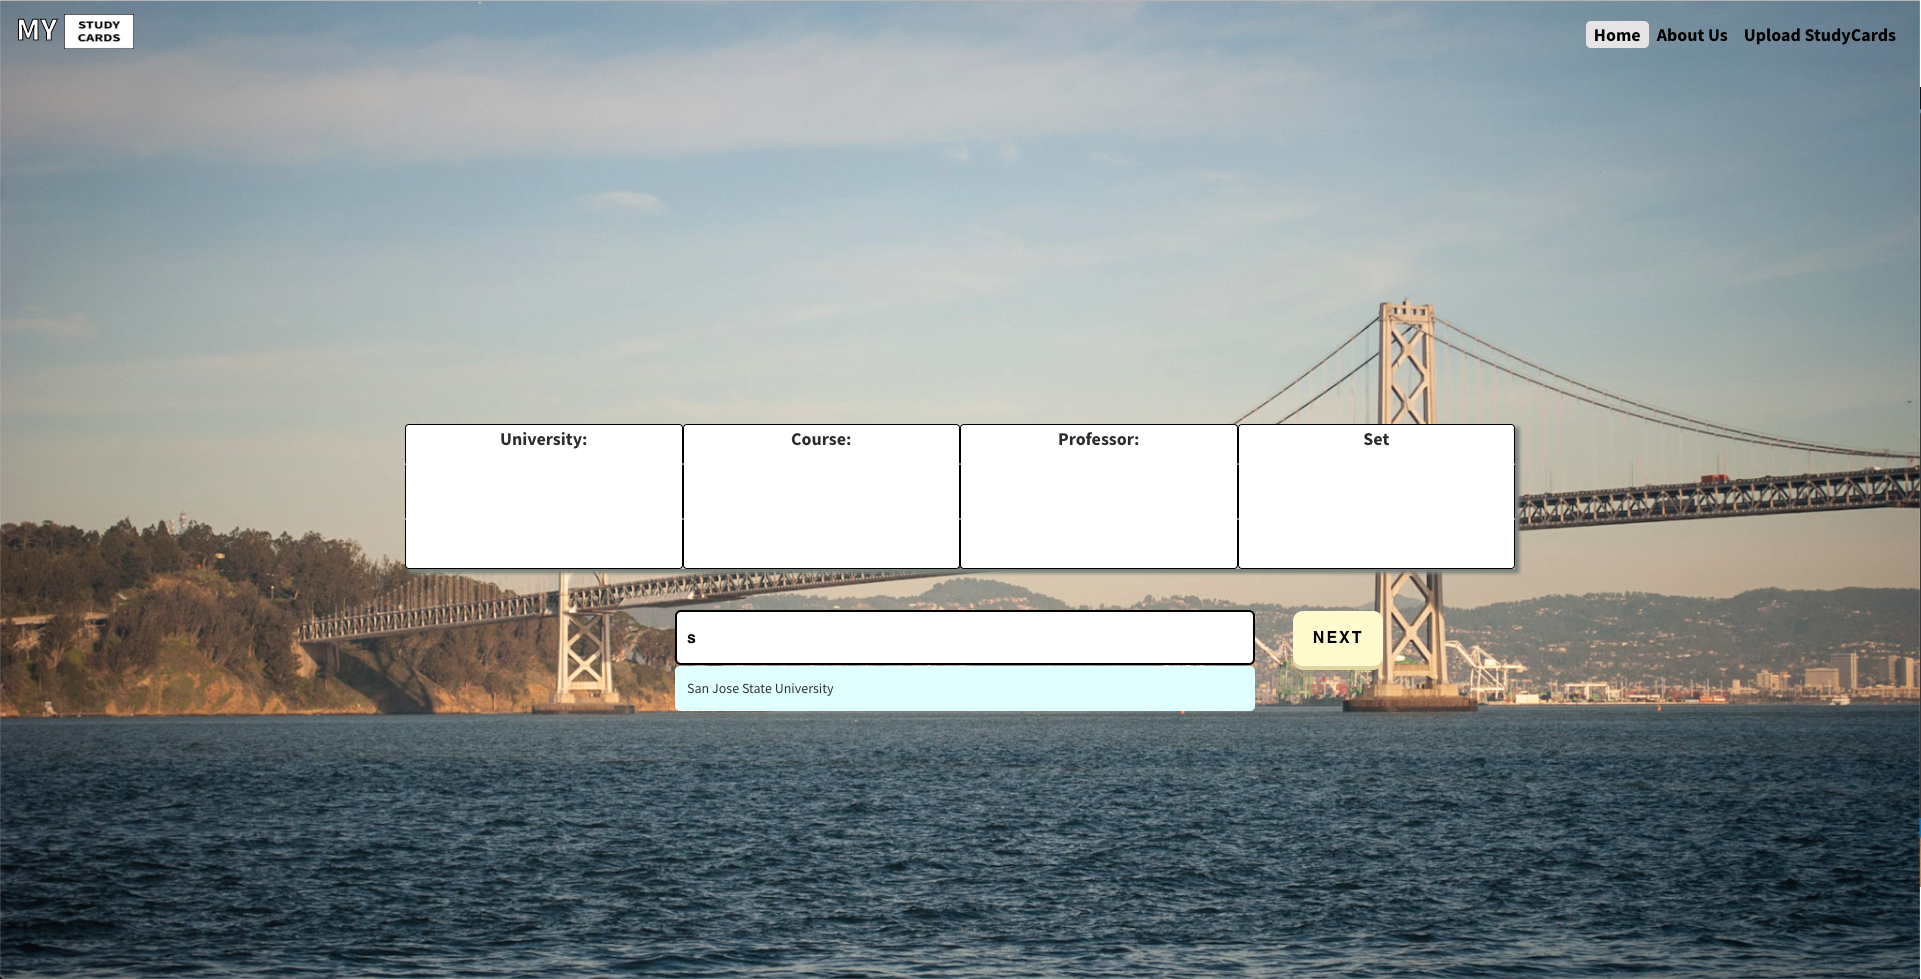 MY STUDY
CARDS
Home About Us Upload StudyCards
University: Course: Professor: Set
s
NEXT
San Jose State University